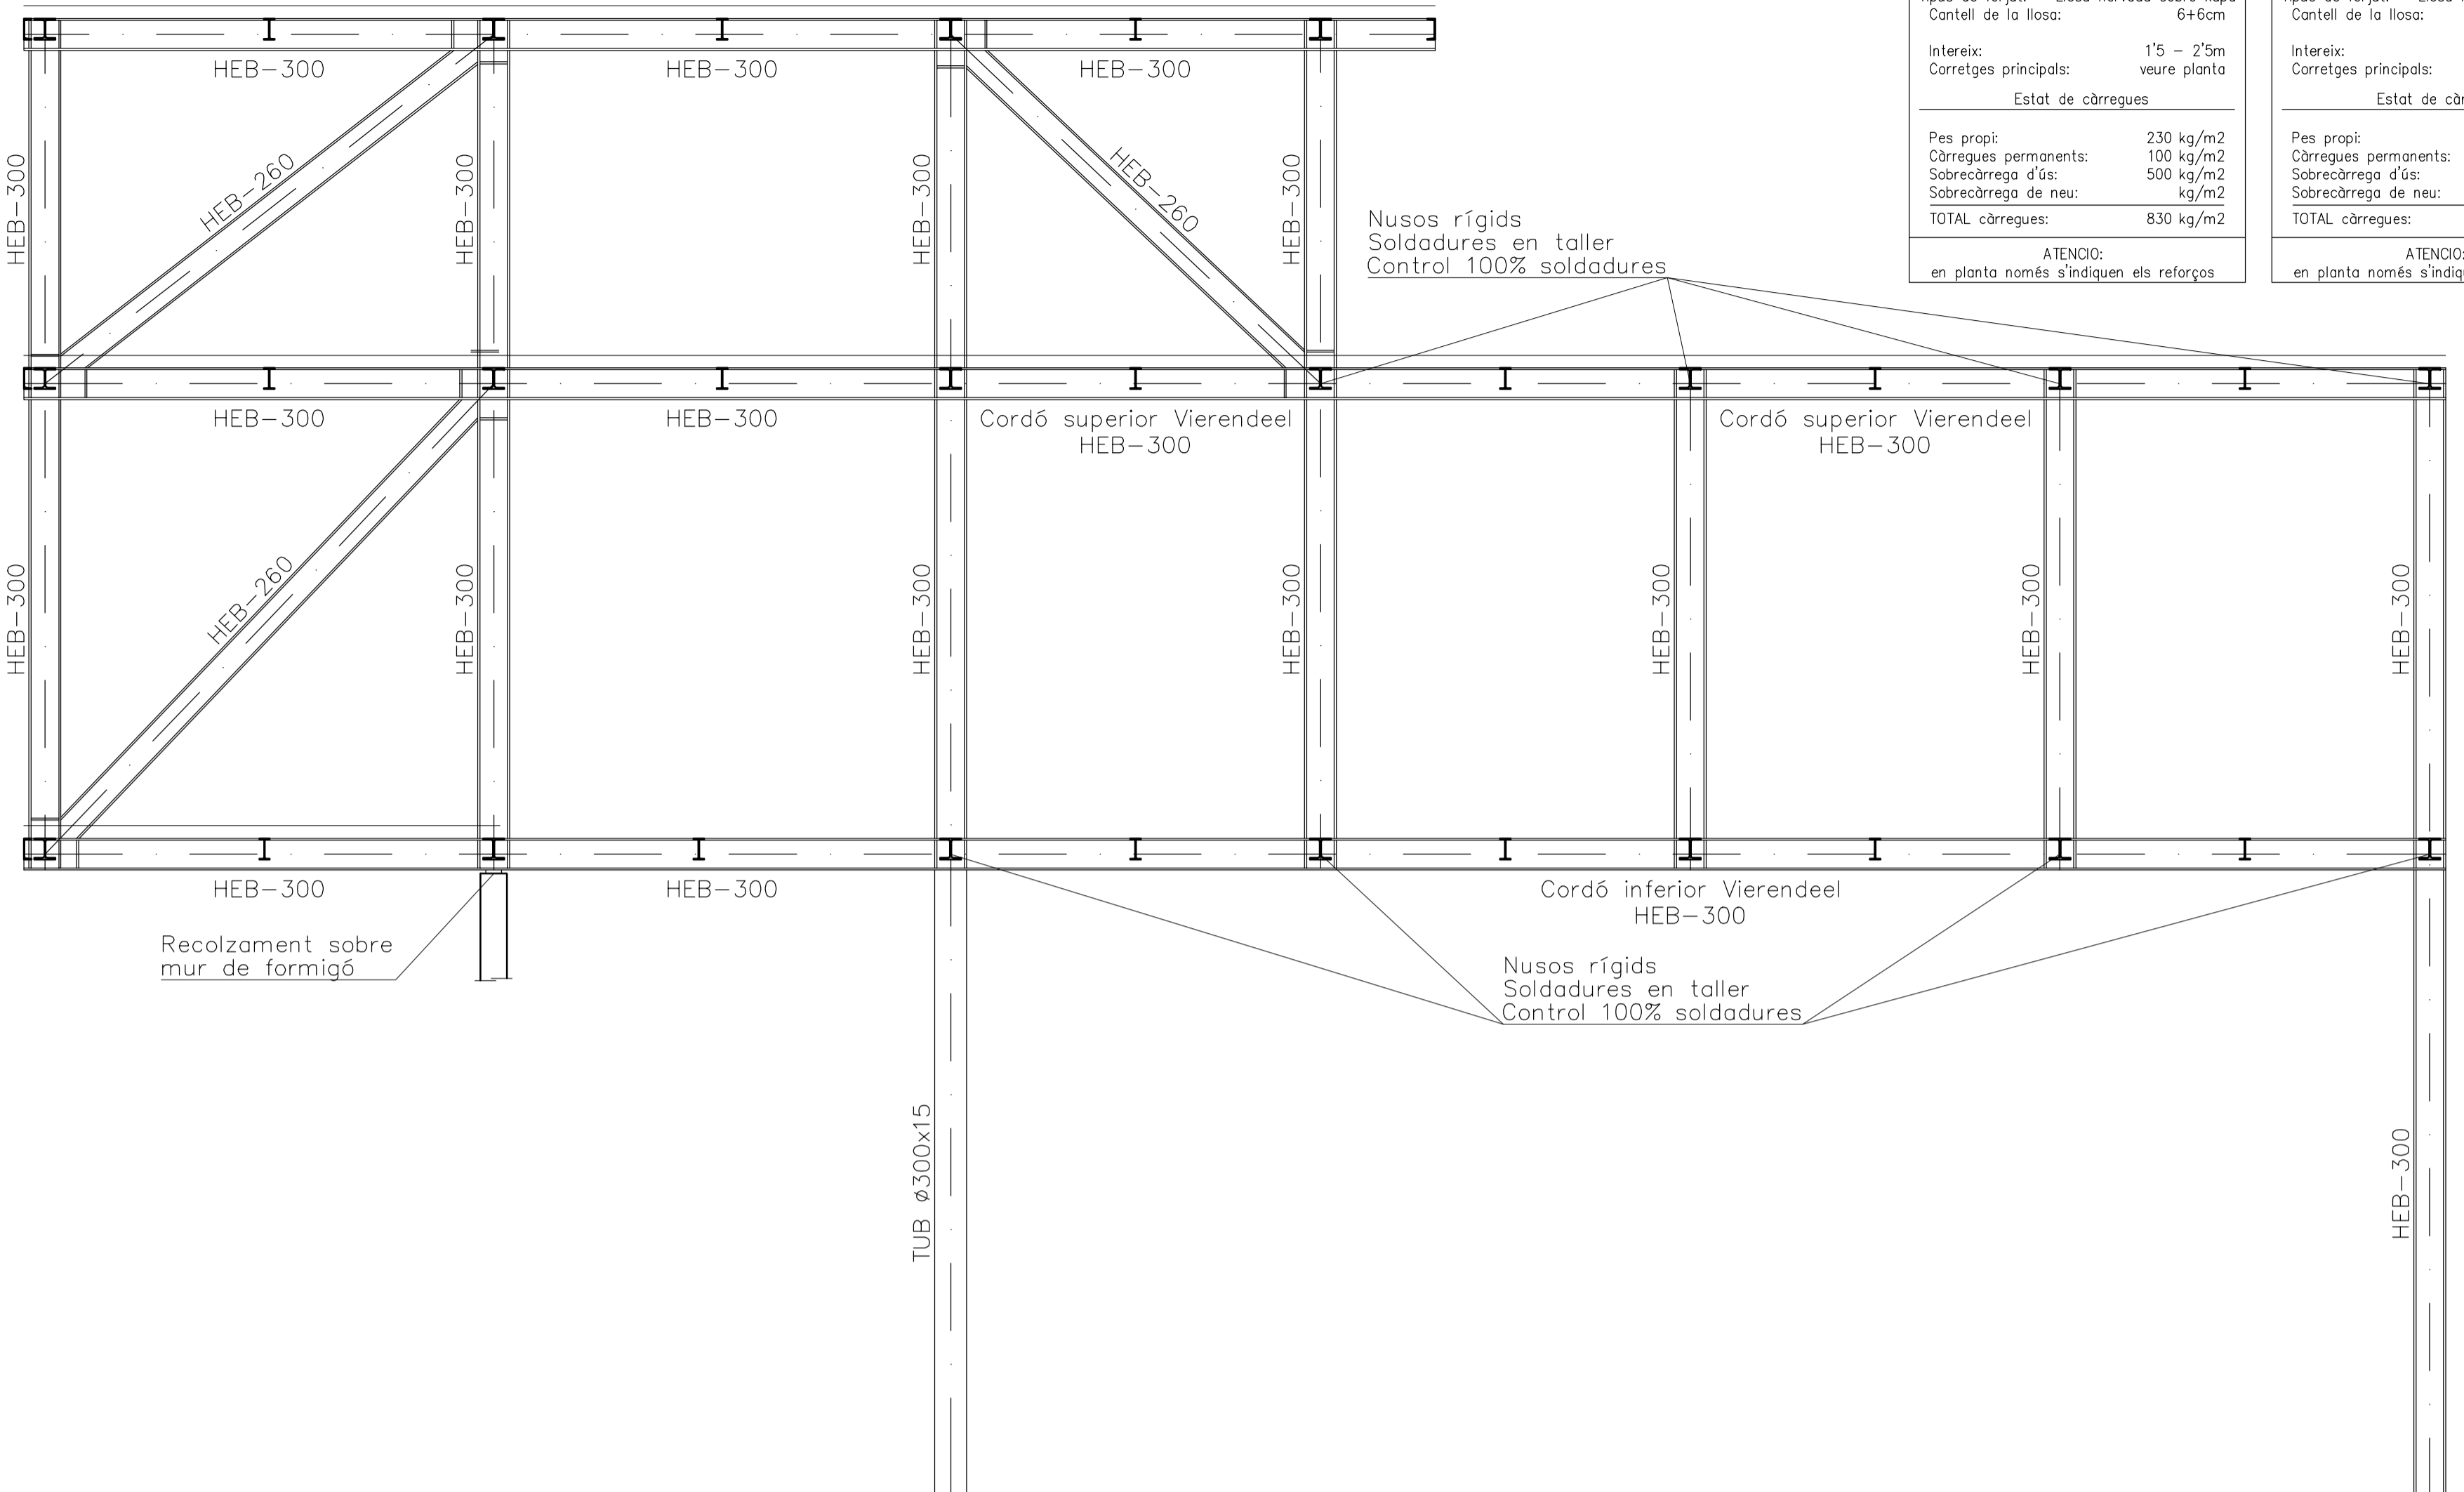 Cantell de la llosa: 6+6cm
Intereix: 1'5 - 2'5m
Corretges principals: veure planta
Estat de càrregues
Pes propi: 230 kg/m2
Càrregues permanents: 100 kg/m2
Sobrecàrrega d'ús: 500 kg/m2
Sobrecàrrega de neu: kg/m2
TOTAL càrregues: 830 kg/m2
ATENCIO:
en planta només s'indiquen els reforços
Cantell de la llosa:
Intereix:
Corretges principals:
Estat de
Pes propi:
Càrregues permanents:
Sobrecàrrega d'ús:
Sobrecàrrega de neu:
TOTAL càrregues:
ATENCIO:
en planta només
HEB-300
HEB-300
HEB-300
HEB-300
HEB-260
HEB-300
HEB-300
HEB-260
HEB-300
Nusos rígids
Soldadures en taller
Control 100% soldadures
HEB-300
HEB-300
Cordó superior Vierendeel
HEB-300
Cordó superior Vierendeel
HEB-300
HEB-300
HEB-260
HEB-300
HEB-300
HEB-300
HEB-300
HEB-300
HEB-300
HEB-300
HEB-300
Cordó inferior Vierendeel
HEB-300
Recolzament sobre
mur de formigó
Nusos rígids
Soldadures en taller
Control 100% soldadures
TUB ø300x15
HEB-300